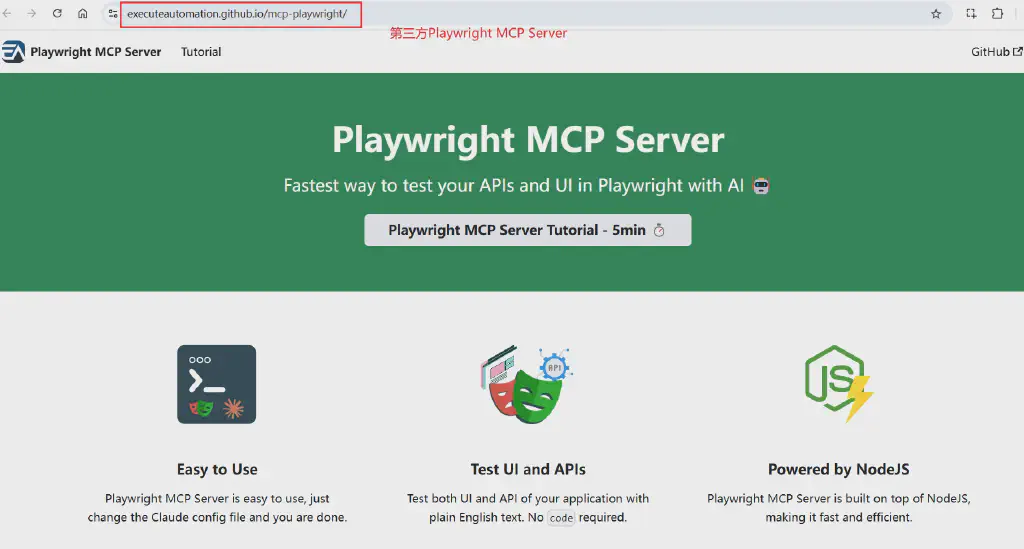 executeautomation.github.io/mcp-playwright/
第三方Playwright MCP Server
EA Playwright MCP Server Tutorial GitHub
Playwright MCP Server
Fastest way to test your APIs and UI in Playwright with AI 🤖
Playwright MCP Server Tutorial - 5min ⏱️
API
JS
Easy to Use
Playwright MCP Server is easy to use, just
change the Claude config file and you are done.
Test UI and APIs
Test both UI and API of your application with
plain English text. No code required.
Powered by NodeJS
Playwright MCP Server is built on top of NodeJS,
making it fast and efficient.